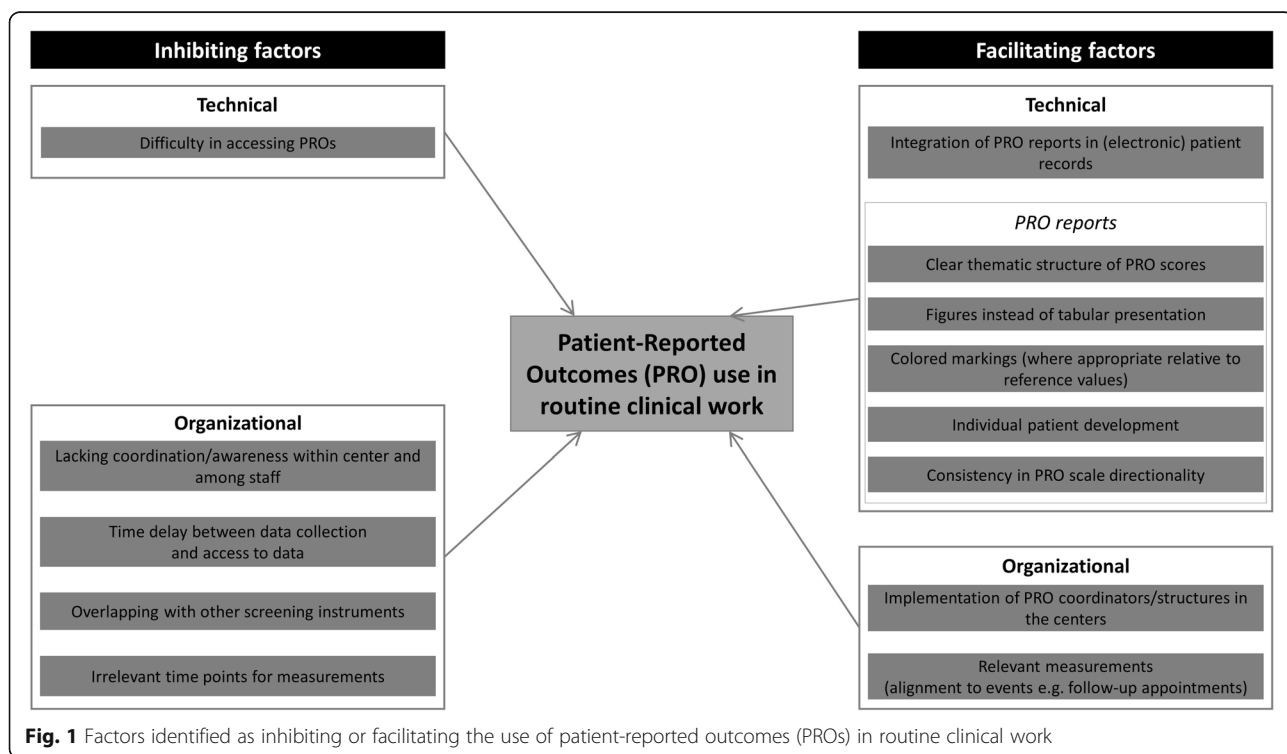 Inhibiting factors
Technical
Difficulty in accessing PROs
Organizational
Lacking coordination/awareness within center and
among staff
Time delay between data collection
and access to data
Overlapping with other screening instruments
Irrelevant time points for measurements
Patient-Reported
Outcomes (PRO) use in
routine clinical work
Facilitating factors
Technical
Integration of PRO reports in (electronic) patient
records
PRO reports
Clear thematic structure of PRO scores
Figures instead of tabular presentation
Colored markings (where appropriate relative to
reference values)
Individual patient development
Consistency in PRO scale directionality
Organizational
Implementation of PRO coordinators/structures in
the centers
Relevant measurements
(alignment to events e.g. follow-up appointments)
Fig. 1 Factors identified as inhibiting or facilitating the use of patient-reported outcomes (PROs) in routine clinical work